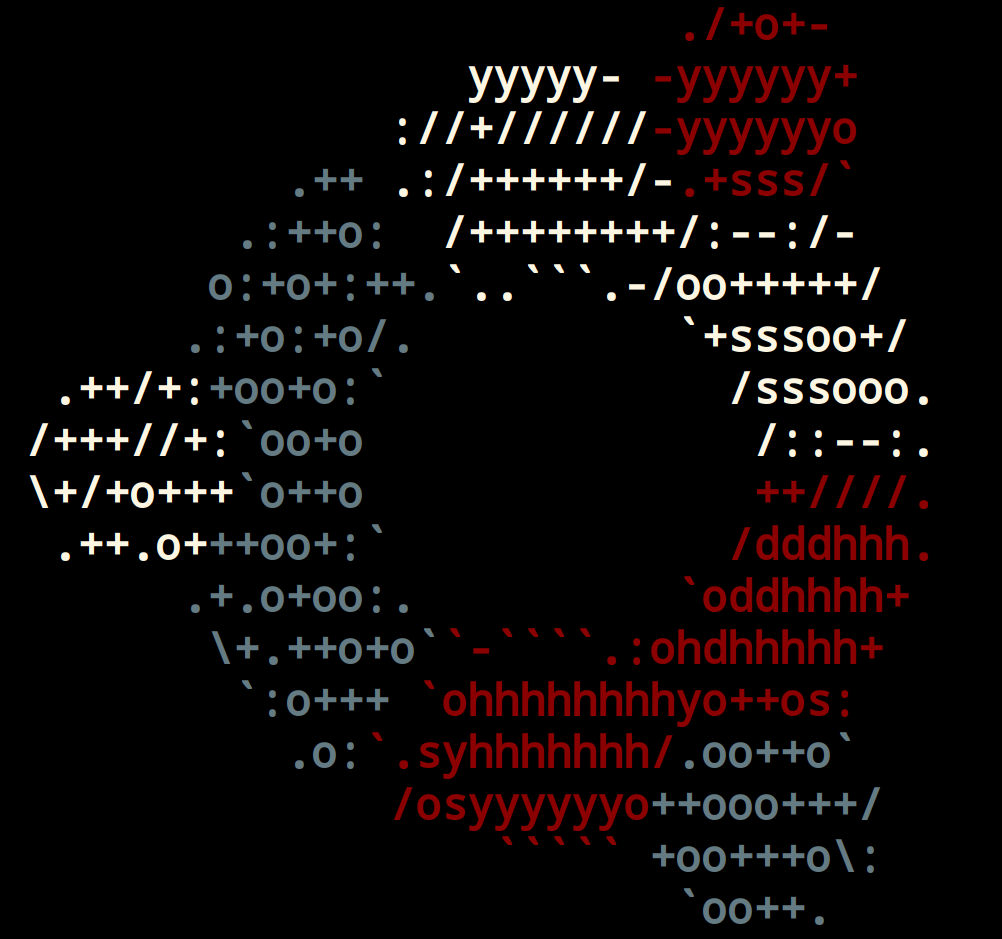 ./+o+-
                  yyyyy- -yyyyyy+
               ://+//////-yyyyyyo
           .++ .:/++++++/-.+sss/`
         .:++o:  /++++++++/:--:/-
        o:+o+:++.`..```.-/oo+++++/
       .:+o:+o/.          `+sssoo+/
  .++/+:+oo+o:`             /sssooo.
 /+++//+:`oo+o               /::--:.
 \+/+o+++`o++o               ++////.
  .++.o+++oo+:`             /dddhhh.
       .+.o+oo:.          `oddhhhh+
        \+.++o+o``-````.:ohdhhhhh+
         `:o+++ `ohhhhhhhhyo++os:
           .o:`.syhhhhhhh/.oo++o`
               /osyyyyyyo++ooo+++/
                   ````` +oo+++o\:
                          `oo++.